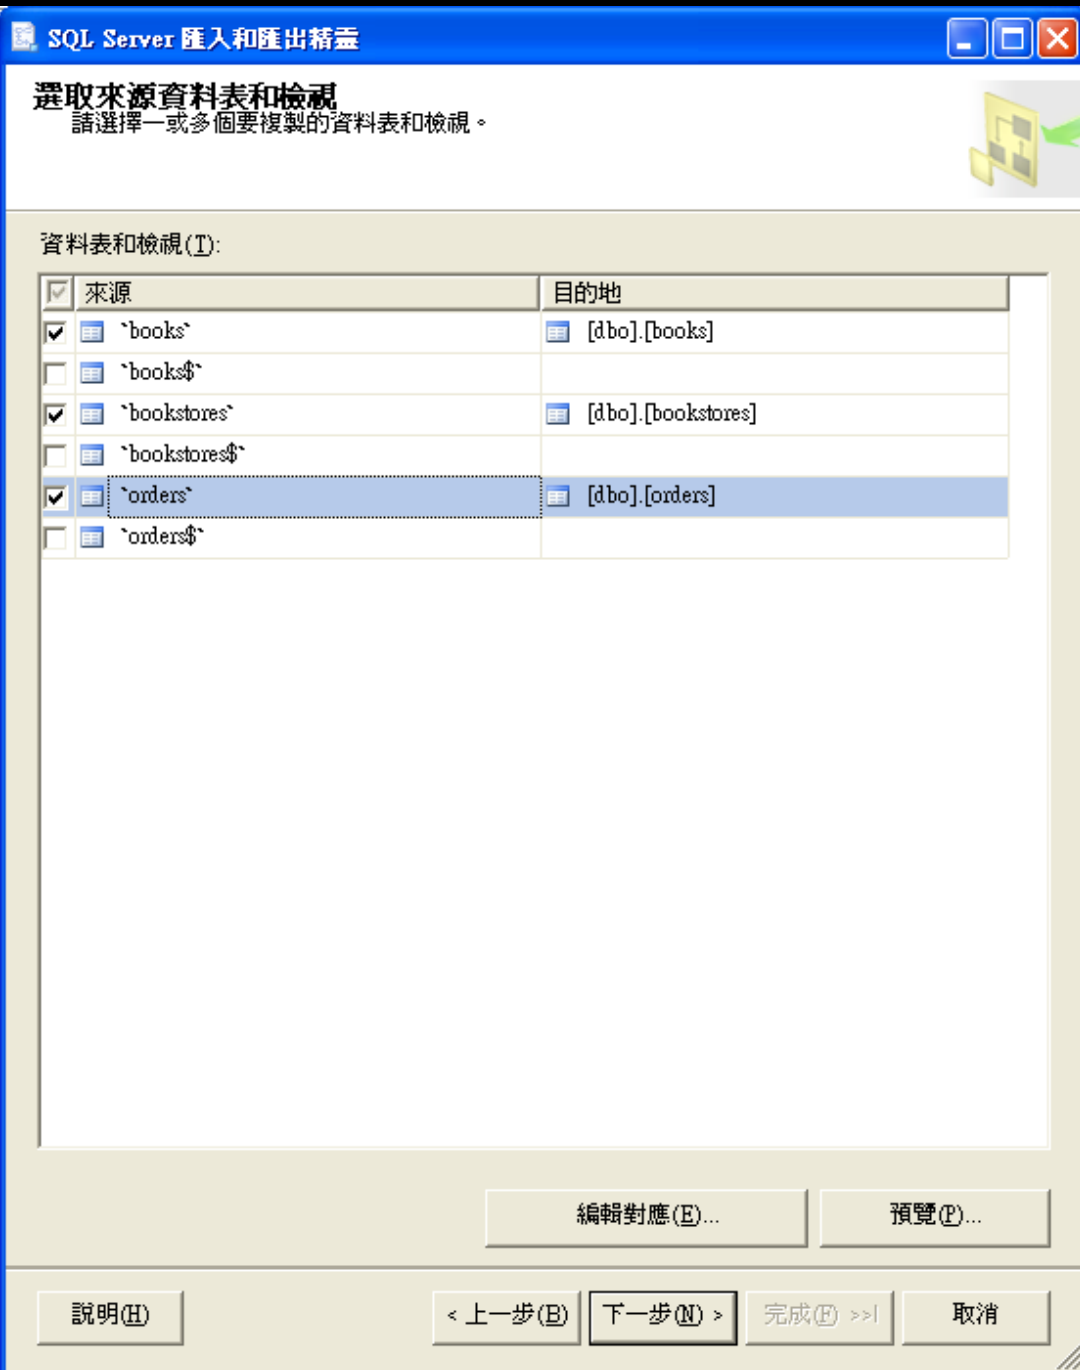 SQL Server 匯入和匯出精靈
選取來源資料表和檢視
請選擇一或多個要複製的資料表和檢視。
資料表和檢視(T):
來源 目的地
`books` [dbo].[books]
`books$`
`bookstores` [dbo].[bookstores]
`bookstores$`
`orders` [dbo].[orders]
`orders$`
編輯對應(E)... 預覽(P)...
說明(H) < 上一步(B) 下一步(N) > 完成(F) >>| 取消